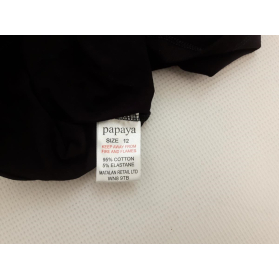 papaya
SIZE 12
KEEP AWAY FROM
FIRE AND FLAMES
95% COTTON
5% ELASTANE
MATALAN RETAIL LTD
WN8 9TB